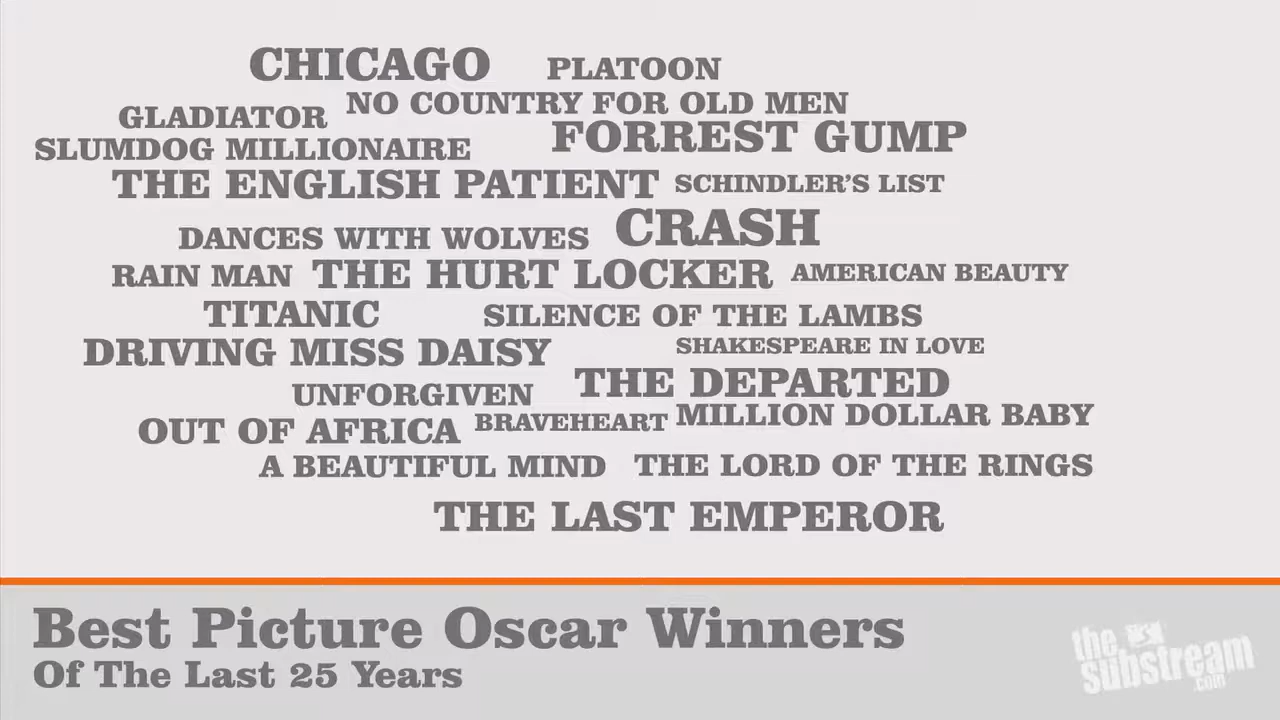 CHICAGO PLATOON
NO COUNTRY FOR OLD MEN
GLADIATOR
FORREST GUMP
SLUMDOG MILLIONAIRE
THE ENGLISH PATIENT SCHINDLER'S LIST
DANCES WITH WOLVES CRASH
RAIN MAN THE HURT LOCKER AMERICAN BEAUTY
TITANIC SILENCE OF THE LAMBS
DRIVING MISS DAISY SHAKESPEARE IN LOVE
UNFORGIVEN THE DEPARTED
OUT OF AFRICA BRAVEHEART MILLION DOLLAR BABY
A BEAUTIFUL MIND THE LORD OF THE RINGS
THE LAST EMPEROR
Best Picture Oscar Winners
Of The Last 25 Years
the
substream
.com